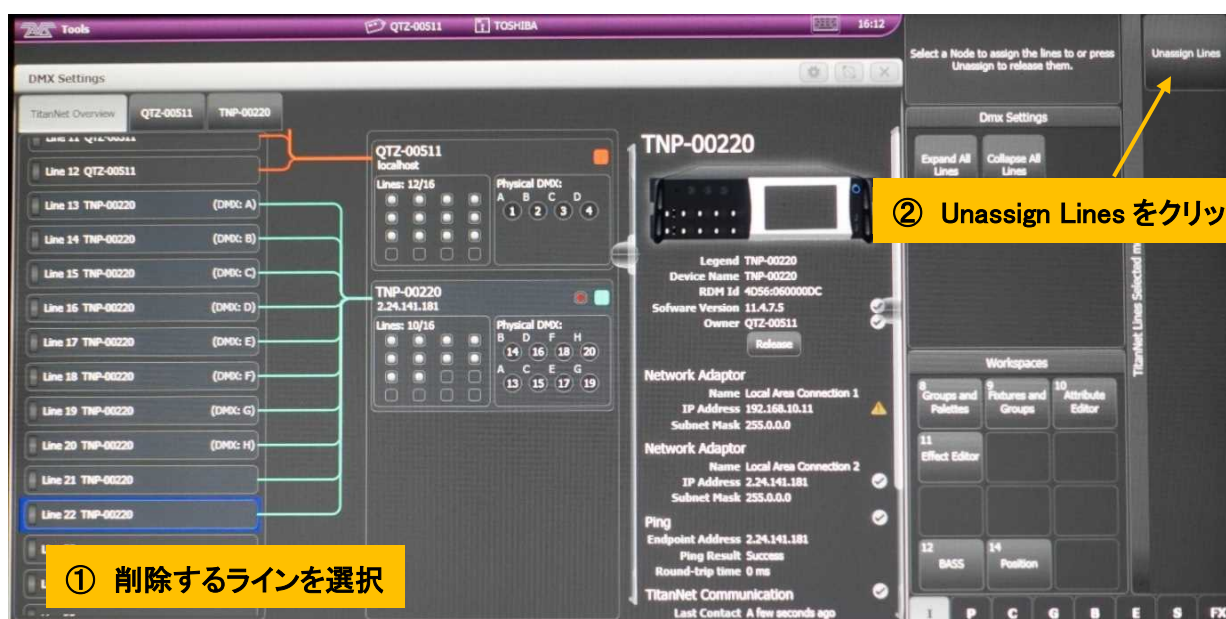 Tools
QTZ-00511
TOSHIBA
16:12
DMX Settings
TitanNet Overview
QTZ-00511
TNP-00220
Line 11 QTZ-00511
Line 12 QTZ-00511
Line 13 TNP-00220 (DMX: A)
Line 14 TNP-00220 (DMX: B)
Line 15 TNP-00220 (DMX: C)
Line 16 TNP-00220 (DMX: D)
Line 17 TNP-00220 (DMX: E)
Line 18 TNP-00220 (DMX: F)
Line 19 TNP-00220 (DMX: G)
Line 20 TNP-00220 (DMX: H)
Line 21 TNP-00220
Line 22 TNP-00220
① 削除するラインを選択
QTZ-00511
localhost
Lines: 12/16
Physical DMX:
A B C D
1 2 3 4
TNP-00220
2.24.141.181
Lines: 10/16
Physical DMX:
B D F H
14 16 18 20
A C E G
13 15 17 19
TNP-00220
Legend TNP-00220
Device Name TNP-00220
RDM Id 4D56:060000DC
Sofware Version 11.4.7.5
Owner QTZ-00511
Release
Network Adaptor
Name Local Area Connection 1
IP Address 192.168.10.11
Subnet Mask 255.0.0.0
Network Adaptor
Name Local Area Connection 2
IP Address 2.24.141.181
Subnet Mask 255.0.0.0
Ping
Endpoint Address 2.24.141.181
Ping Result Success
Round-trip time 0 ms
TitanNet Communication
Last Contact A few seconds ago
Select a Node to assign the lines to or press
Unassign to release them.
Unassign Lines
Dmx Settings
Expand All
Lines
Collapse All
Lines
② Unassign Lines をクリッ
TitanNet Lines Selected
Workspaces
8
Groups and
Palettes
9
Fixtures and
Groups
10
Attribute
Editor
11
Effect Editor
12
BASS
14
Position
I P C G B E S FX